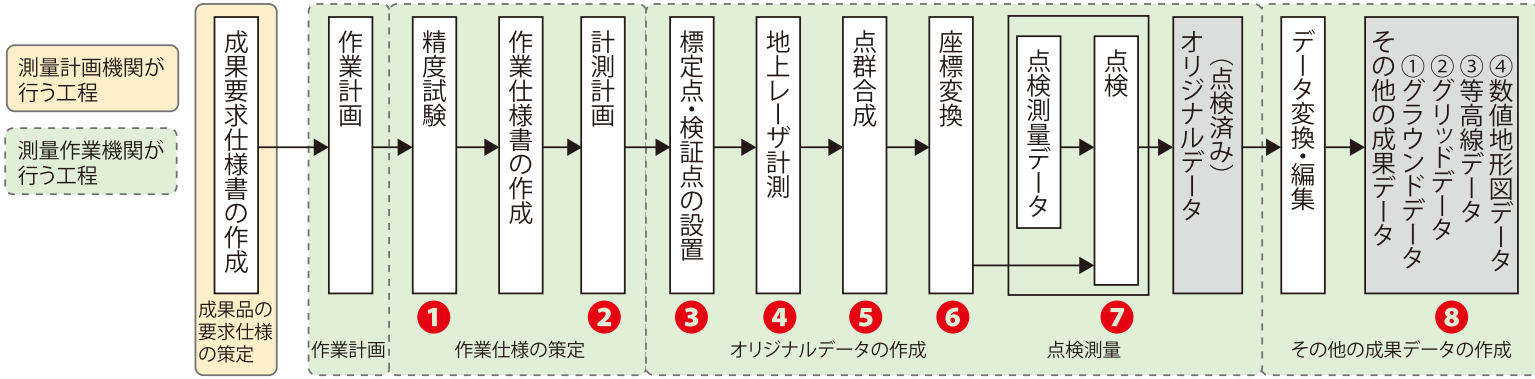 測量計画機関が
行う工程
測量作業機関が
行う工程
成果要求仕様書の作成
成果品の
要求仕様
の策定
作業計画
作業計画
精度試験
❶
作業仕様書の作成
計測計画
❷
作業仕様の策定
標定点・検証点の設置
❸
地上レーザ計測
❹
点群合成
❺
座標変換
❻
オリジナルデータの作成
点検測量データ
点検
❼
点検測量
オリジナルデータ
(点検済み)
データ変換・編集
その他の成果データ
①グラウンドデータ
②グリッドデータ
③等高線データ
④数値地形図データ
❽
その他の成果データの作成